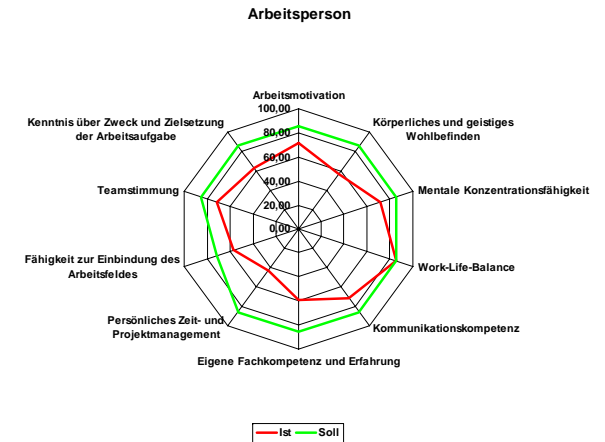 Arbeitsperson
Arbeitsmotivation
100,00
80,00
60,00
40,00
20,00
0,00
Körperliches und geistiges
Wohlbefinden
Mentale Konzentrationsfähigkeit
Work-Life-Balance
Kommunikationskompetenz
Eigene Fachkompetenz und Erfahrung
Persönliches Zeit- und
Projektmanagement
Fähigkeit zur Einbindung des
Arbeitsfeldes
Teamstimmung
Kenntnis über Zweck und Zielsetzung
der Arbeitsaufgabe
Ist Soll